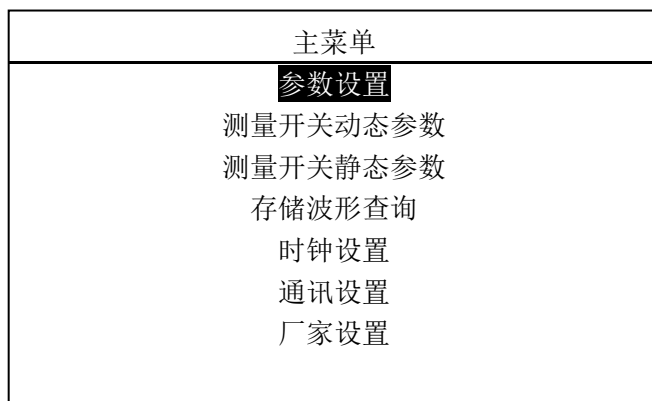 主菜单
参数设置
测量开关动态参数
测量开关静态参数
存储波形查询
时钟设置
通讯设置
厂家设置